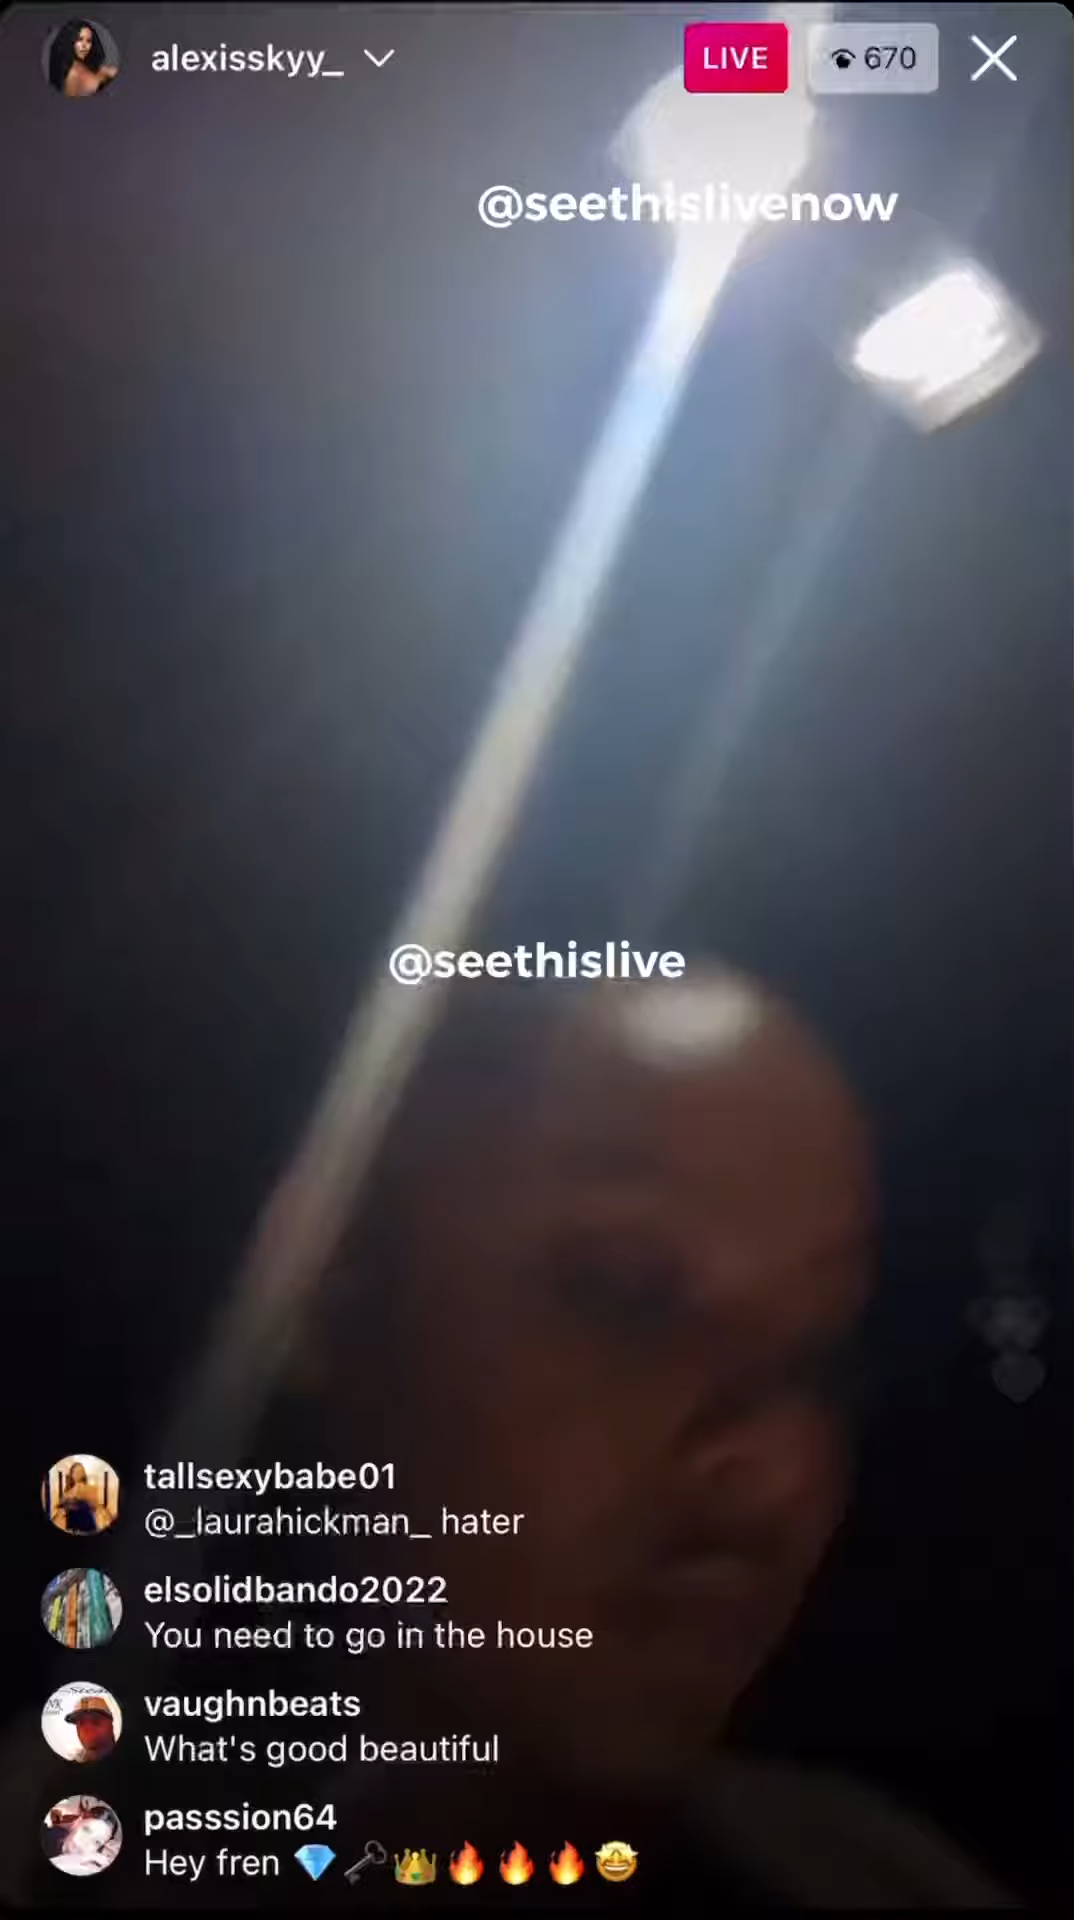 alexisskyy_
LIVE
670
@seethislivenow
@seethislive
tallsexybabe01
@_laurahickman_ hater
elsolidbando2022
You need to go in the house
vaughnbeats
What's good beautiful
passsion64
Hey fren 💎🗝️👑🔥🔥🔥🤩